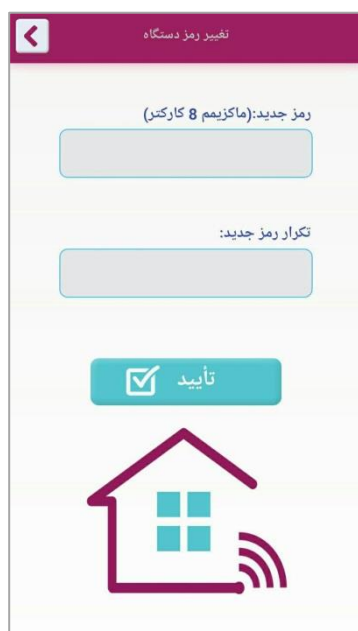 تغییر رمز دستگاه
رمز جدید:(ماکزیمم 8 کارکتر)
تکرار رمز جدید:
تأیید